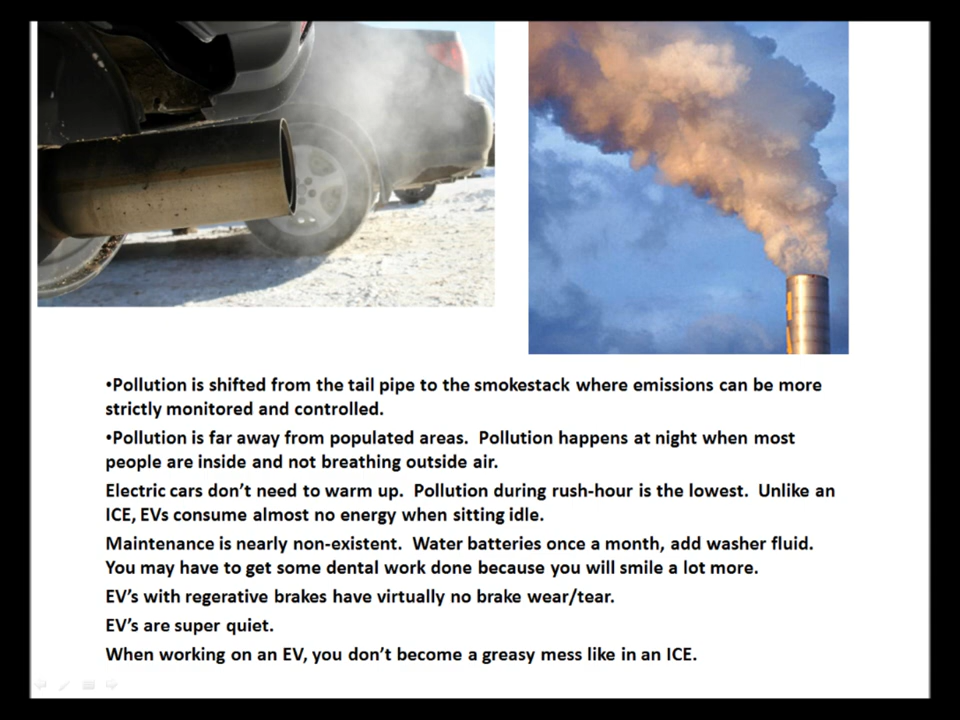 •Pollution is shifted from the tail pipe to the smokestack where emissions can be more
strictly monitored and controlled.
•Pollution is far away from populated areas.  Pollution happens at night when most
people are inside and not breathing outside air.
Electric cars don’t need to warm up.  Pollution during rush-hour is the lowest.  Unlike an
ICE, EVs consume almost no energy when sitting idle.
Maintenance is nearly non-existent.  Water batteries once a month, add washer fluid.
You may have to get some dental work done because you will smile a lot more.
EV’s with regerative brakes have virtually no brake wear/tear.
EV’s are super quiet.
When working on an EV, you don’t become a greasy mess like in an ICE.